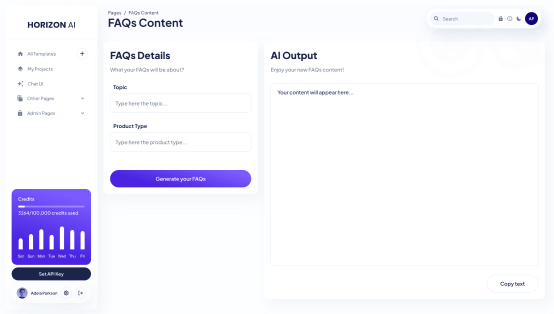 HORIZON AI
All Templates
My Projects
Chat UI
Other Pages
Admin Pages
Credits
3264/100,000 credits used
Sat Sun Mon Tue Wed Thu Fri
Set API Key
Adela Parkson
Pages / FAQs Content
FAQs Content
Search
AP
FAQs Details
What your FAQs will be about?
Topic
Type here the topic...
Product Type
Type here the product type...
Generate your FAQs
AI Output
Enjoy your new FAQs content!
Your content will appear here...
Copy text